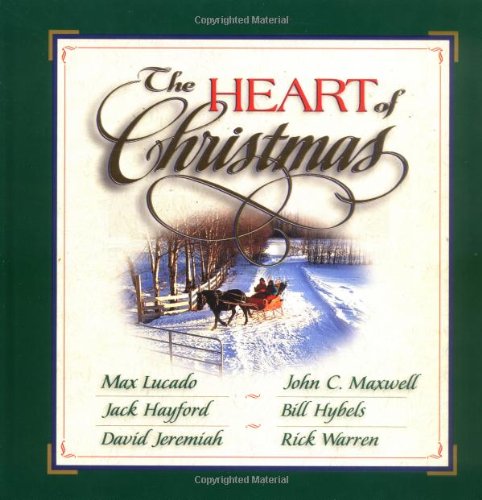 Copyrighted Material
The HEART of
Christmas
Max Lucado ~ John C. Maxwell
Jack Hayford Bill Hybels
David Jeremiah ~ Rick Warren
Copyrighted Material